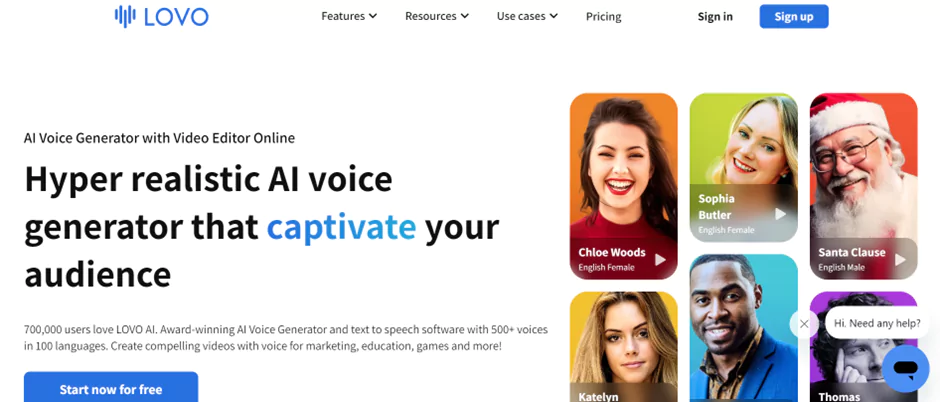 LOVO
Features
Resources
Use cases
Pricing
Sign in
Sign up
AI Voice Generator with Video Editor Online
Hyper realistic AI voice
generator that captivate your
audience
700,000 users love LOVO AI. Award-winning AI Voice Generator and text to speech software with 500+ voices
in 100 languages. Create compelling videos with voice for marketing, education, games and more!
Start now for free
Chloe Woods
English Female
Sophia
Butler
English Female
Santa Clause
English Male
Katelyn
Thomas
Hi. Need any help?